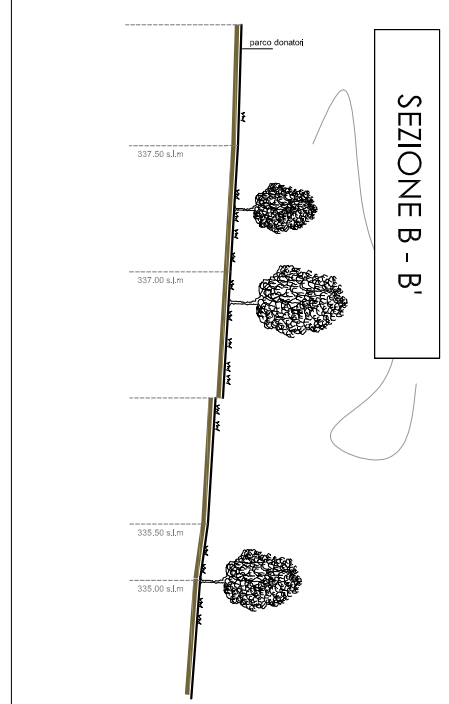 SEZIONE B - B'
parco donatori
337.50 s.l.m
337.00 s.l.m
335.50 s.l.m
335.00 s.l.m